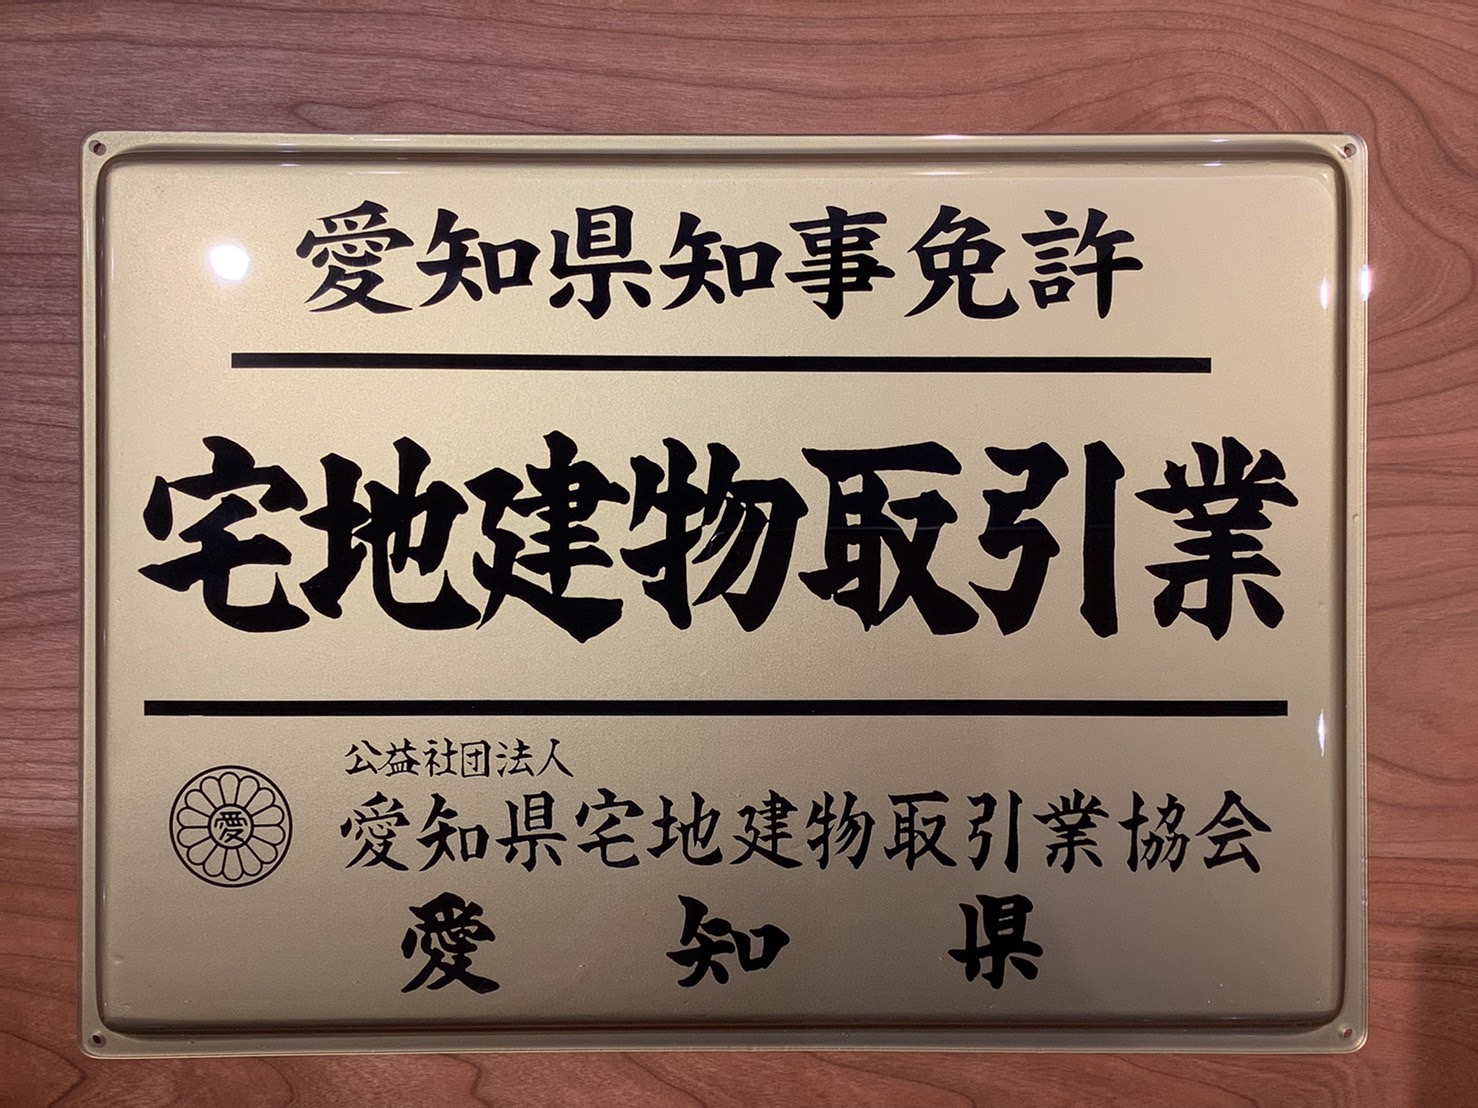 愛知県知事免許
宅地建物取引業
公益社団法人
愛
愛知県宅地建物取引業協会
愛知県